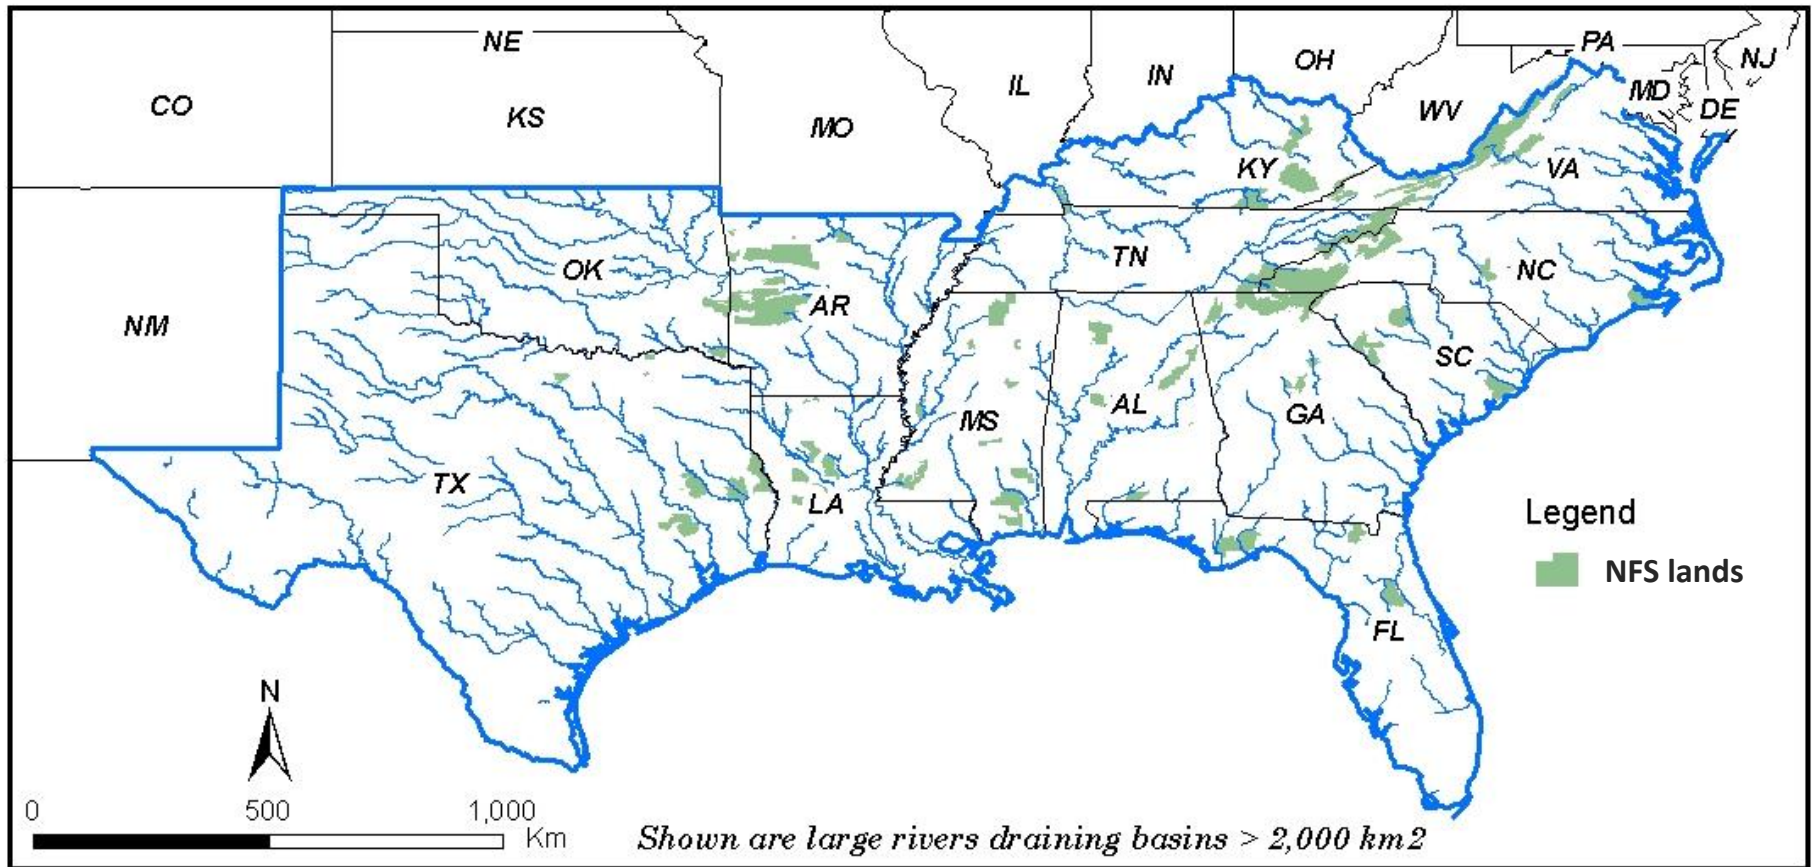 NE
PA
NJ
CO
IL
IN
OH
MD
DE
KS
MO
WV
KY
VA
NM
OK
AR
TN
NC
TX
LA
MS
AL
GA
SC
FL
Legend
NFS lands
N
0 500 1,000
Km
Shown are large rivers draining basins > 2,000 km2